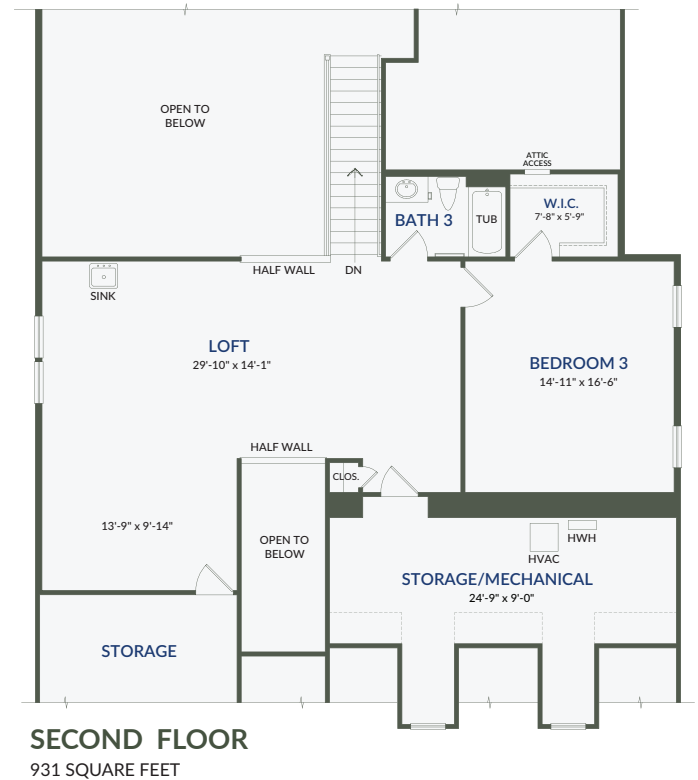 OPEN TO
BELOW
ATTIC
ACCESS
W.I.C.
7'-8" x 5'-9"
BATH 3
TUB
HALF WALL
DN
SINK
LOFT
29'-10" x 14'-1"
BEDROOM 3
14'-11" x 16'-6"
HALF WALL
CLOS.
13'-9" x 9'-14"
OPEN TO
BELOW
HWH
HVAC
STORAGE/MECHANICAL
24'-9" x 9'-0"
STORAGE
SECOND FLOOR
931 SQUARE FEET